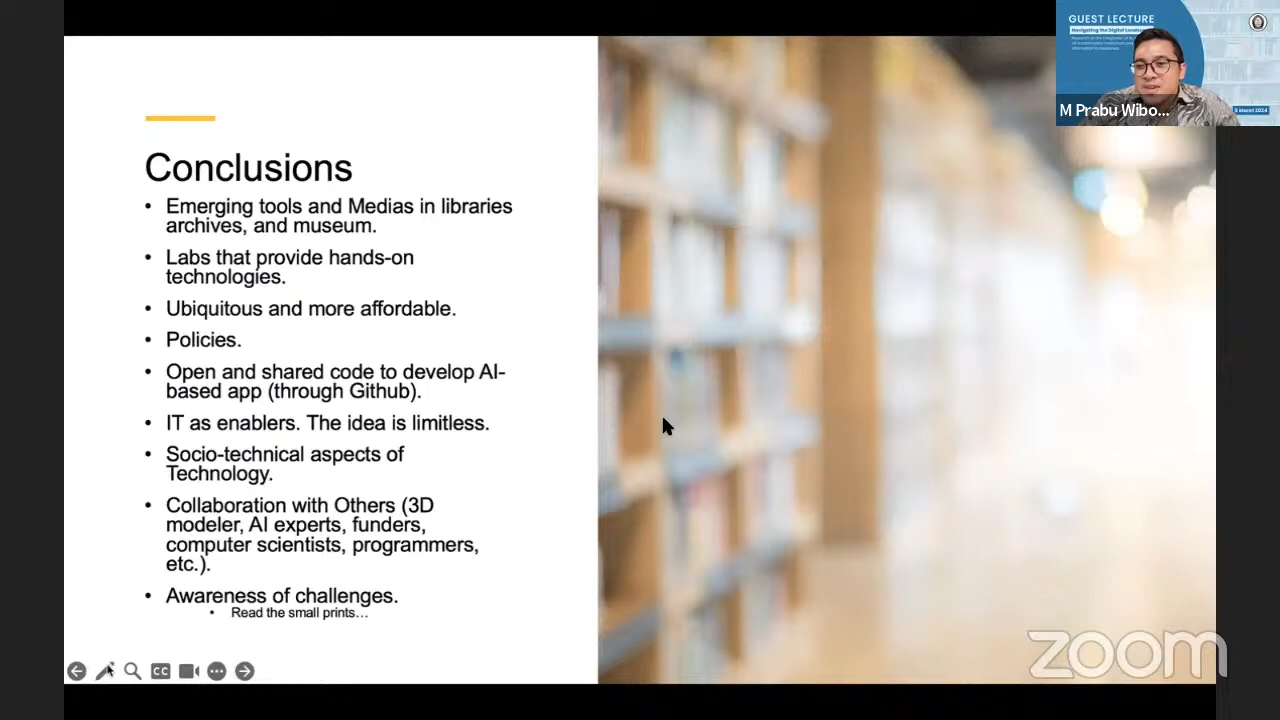 GUEST LECTURE
Navigating the Digital
M Prabu Wibo...
Conclusions
• Emerging tools and Medias in libraries
archives, and museum.
• Labs that provide hands-on
technologies.
• Ubiquitous and more affordable.
• Policies.
• Open and shared code to develop AI-
based app (through Github).
• IT as enablers. The idea is limitless.
• Socio-technical aspects of
Technology.
• Collaboration with Others (3D
modeler, AI experts, funders,
computer scientists, programmers,
etc.).
• Awareness of challenges.
• Read the small prints...
CC
zoom